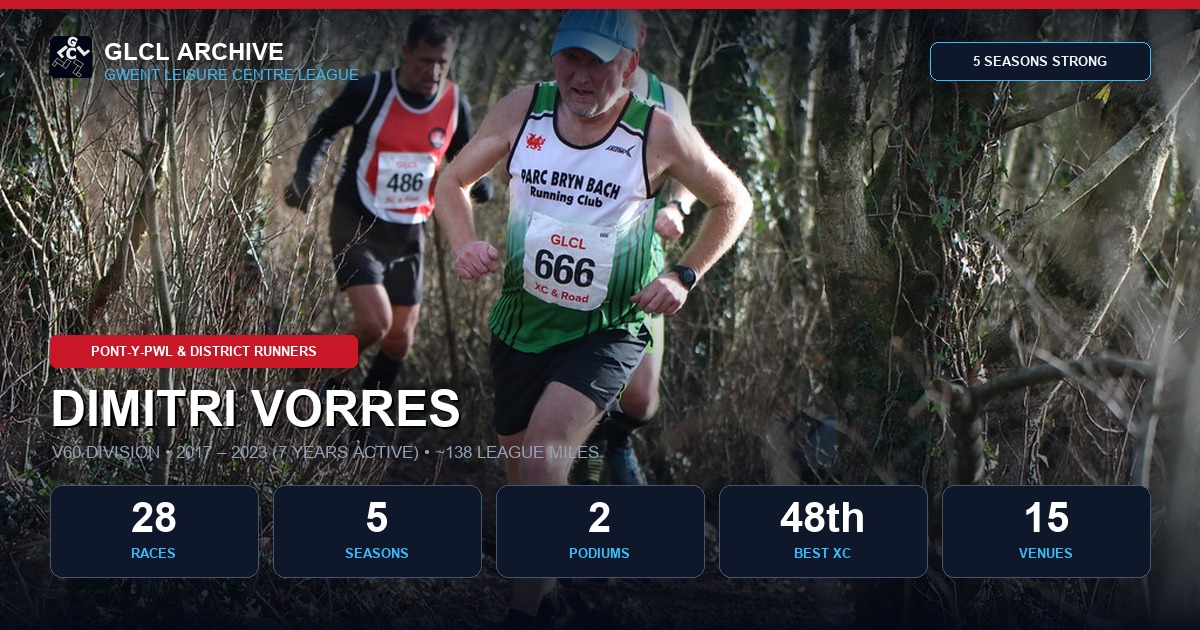 GLCL ARCHIVE
GWENT LEISURE CENTRE LEAGUE
5 SEASONS STRONG
GLCL
486
XC & Road
PARC BRYN BACH
Running Club
GLCL
666
666
XC & Road
PONT-Y-PWL & DISTRICT RUNNERS
DIMITRI VORRES
V60 DIVISION • 2017 – 2023 (7 YEARS ACTIVE) • ~138 LEAGUE MILES
28
RACES
5
SEASONS
2
PODIUMS
48th
BEST XC
15
VENUES